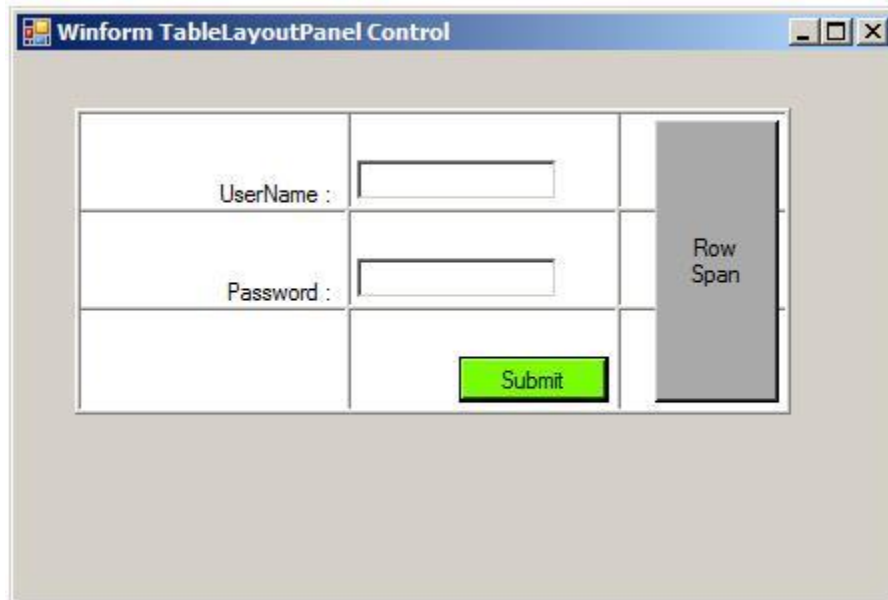 Winform TableLayoutPanel Control
UserName :
Password :
Submit
Row
Span